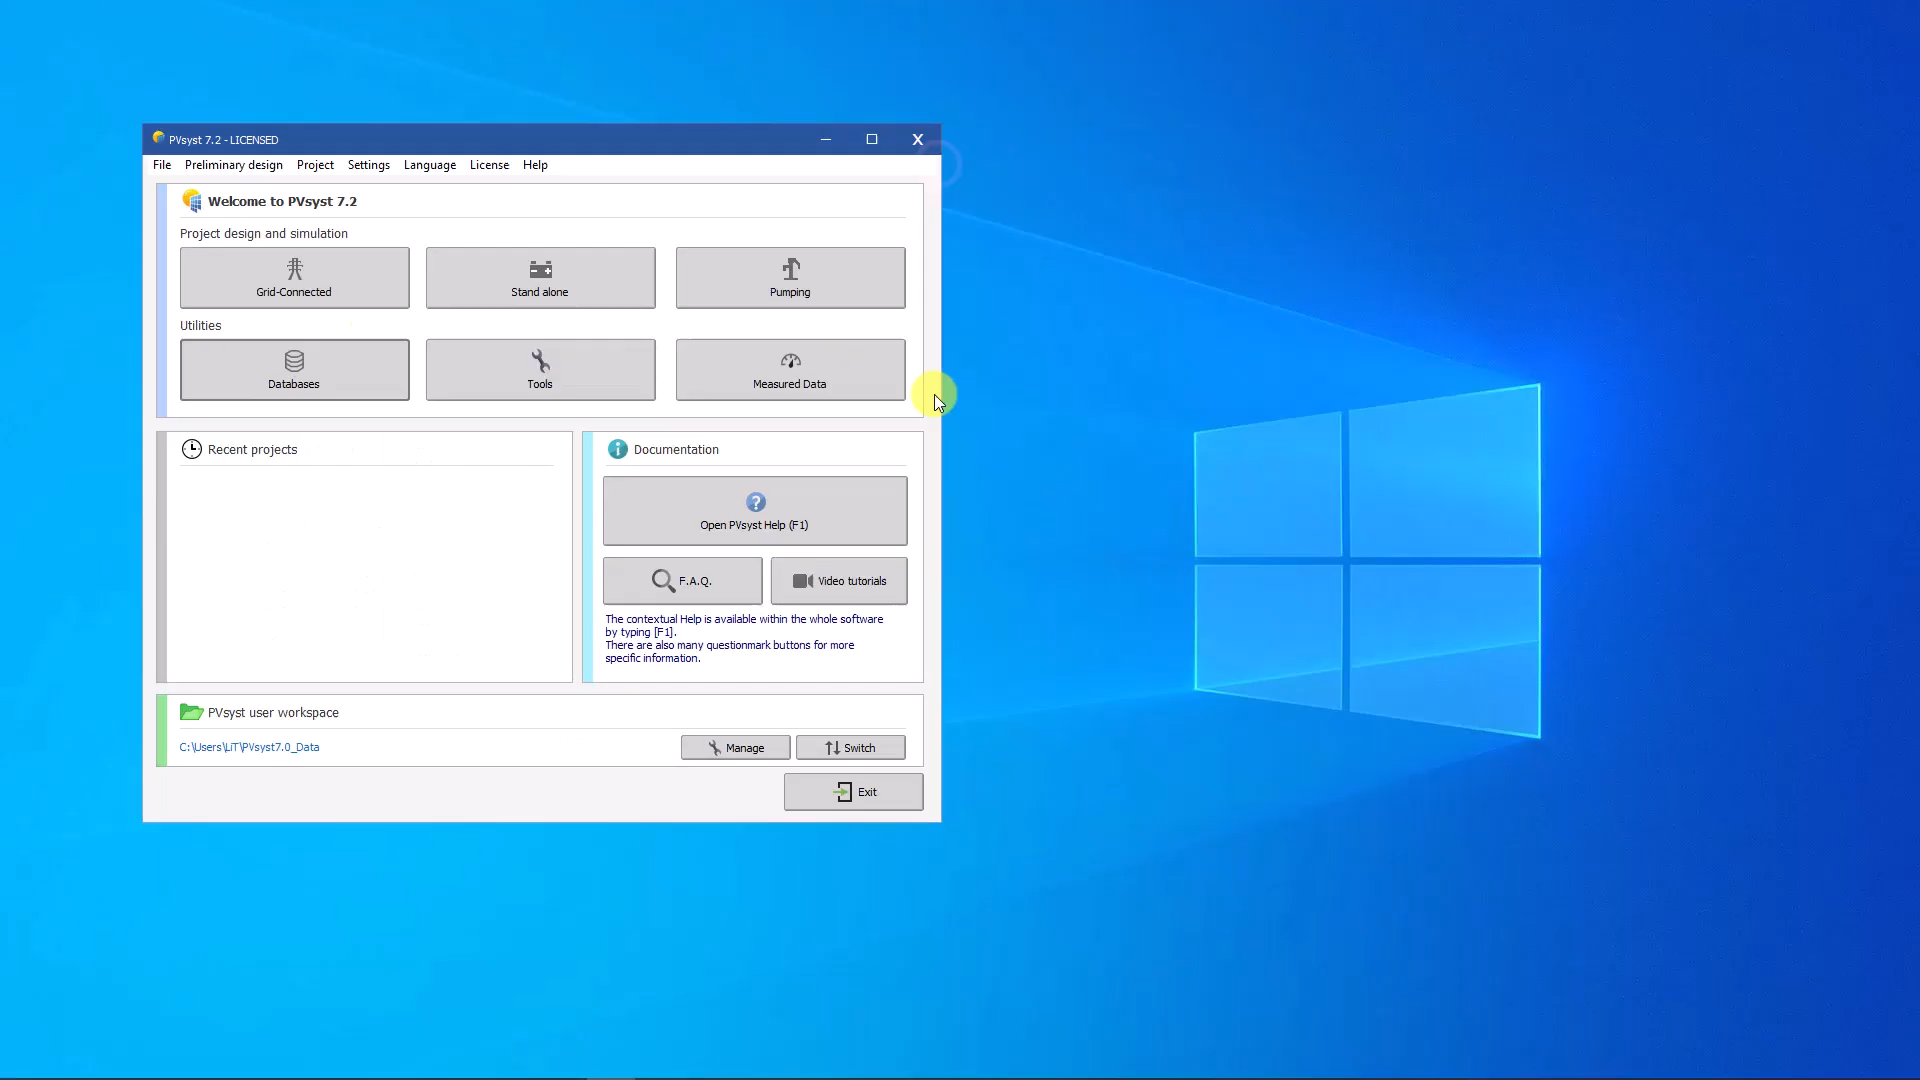 PVsyst 7.2 - LICENSED
File Preliminary design Project Settings Language License Help
Welcome to PVsyst 7.2
Project design and simulation
Grid-Connected Stand alone Pumping
Utilities
Databases Tools Measured Data
Recent projects
Documentation
Open PVsyst Help (F1)
F.A.Q. Video tutorials
The contextual Help is available within the whole software
by typing [F1].
There are also many questionmark buttons for more
specific information.
PVsyst user workspace
C:\Users\LiT\PVsyst7.0_Data Manage Switch
Exit